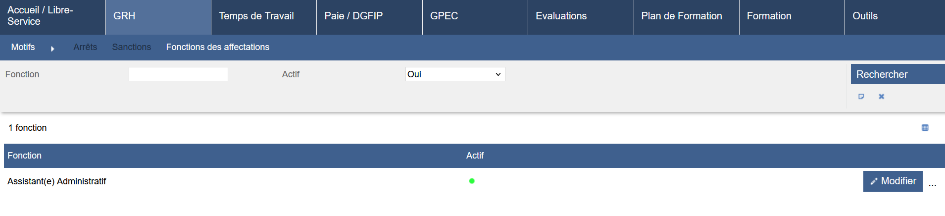 Accueil / Libre-Service GRH Temps de Travail Paie / DGFIP GPEC Evaluations Plan de Formation Formation Outils
Motifs Arrêts Sanctions Fonctions des affectations
Fonction Actif Oui Rechercher
1 fonction
Fonction Actif
Assistant(e) Administratif Modifier ...